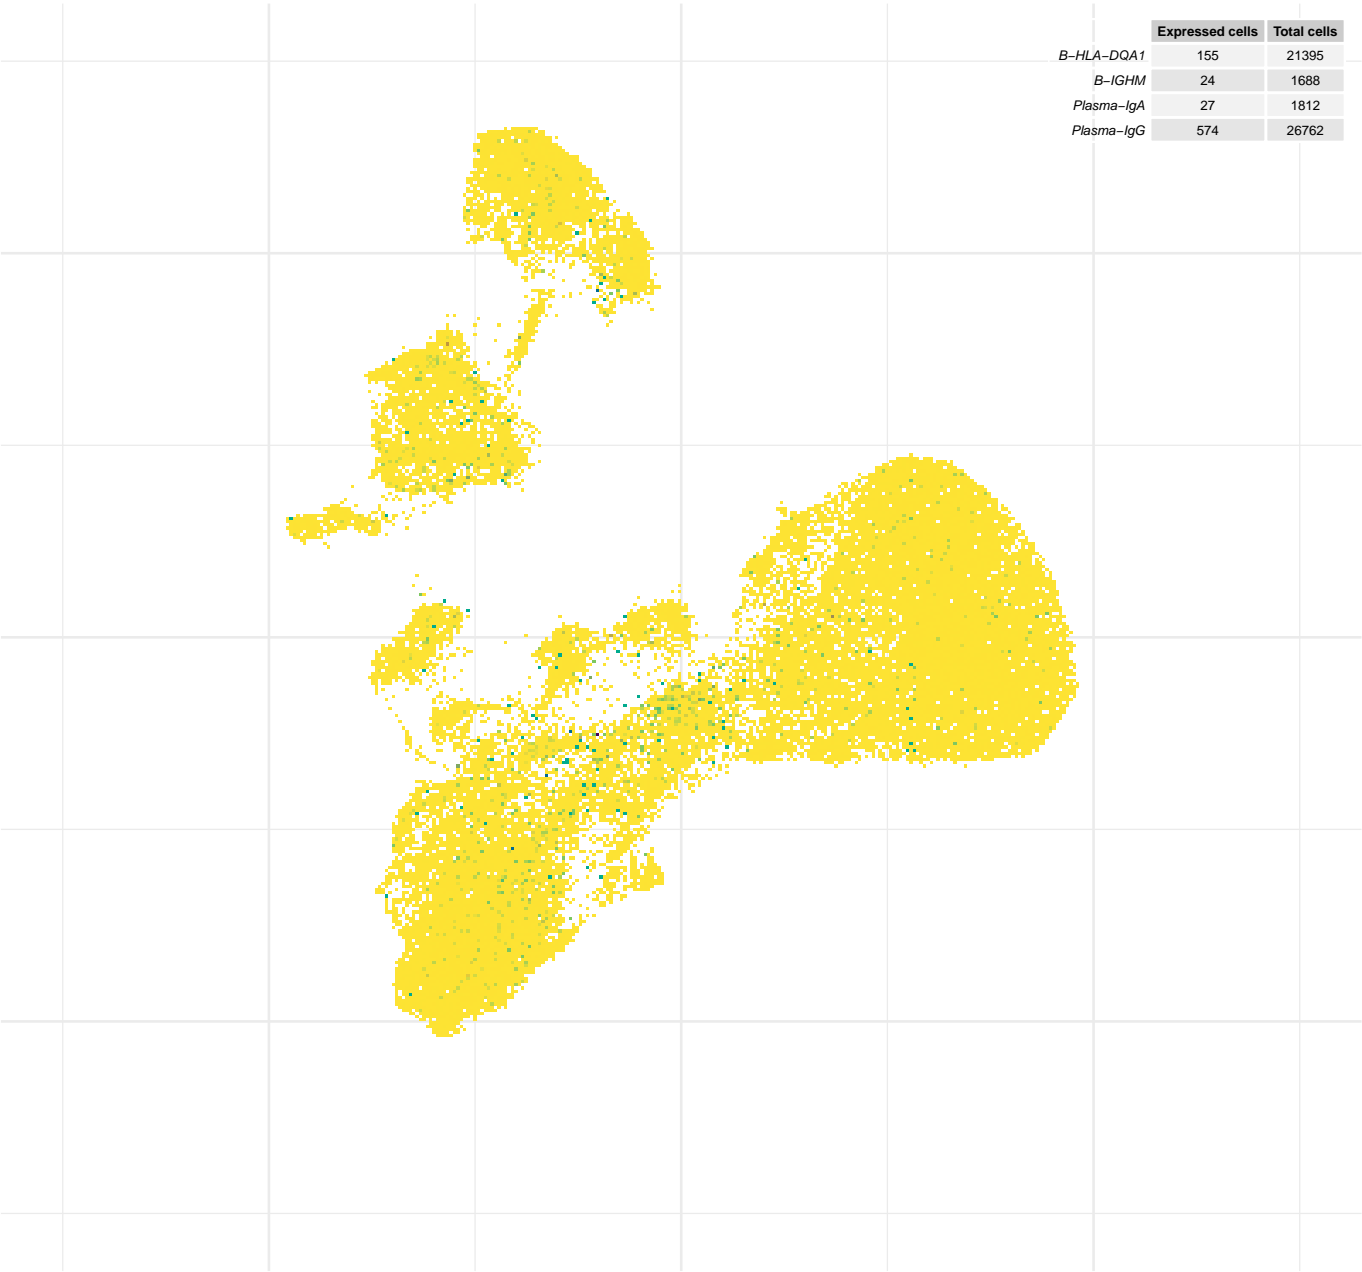 Expressed cells Total cells
B−HLA−DQA1 155 21395
B−IGHM 24 1688
Plasma−IgA 27 1812
Plasma−IgG 574 26762